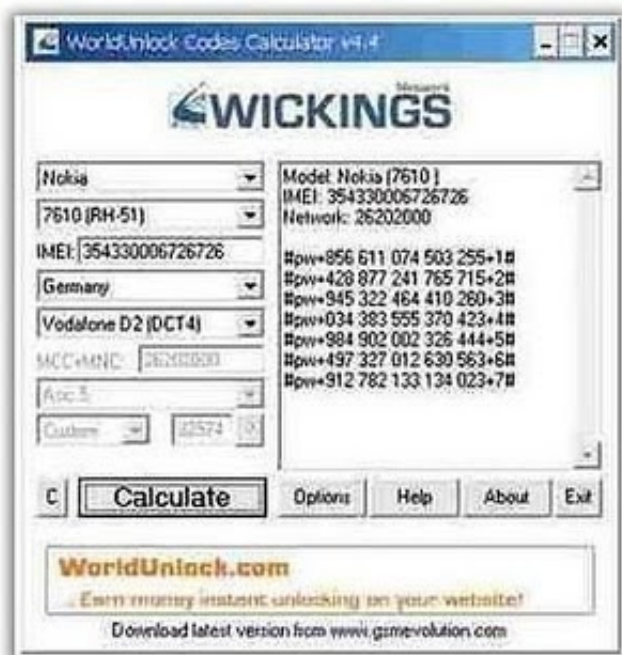 WorldUnlock Codes Calculator v4.4
WICKINGS
Nokia
7610 (RH-51)
IMEI: 354330006726726
Germany
Vodafone D2 (DCT4)
MCC+MNC: 26202000
Asic 5
Custom
Model: Nokia (7610 )
IMEI: 354330006726726
Network: 26202000
#pw+856 611 074 503 255+1#
#pw+428 877 241 765 715+2#
#pw+945 322 464 410 260+3#
#pw+034 383 555 370 423+4#
#pw+984 902 002 326 444+5#
#pw+497 327 012 630 563+6#
#pw+912 782 133 134 023+7#
C Calculate Options Help About Exit
WorldUnlock.com
.. Earn money instant unlocking on your website!
Download latest version from www.gsmevolution.com